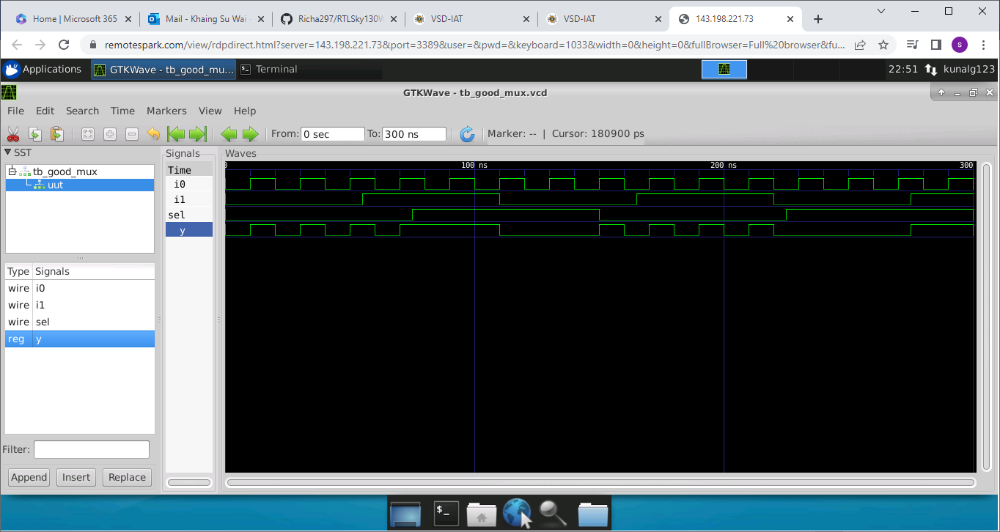 Home | Microsoft 365
Mail - Khaing Su Wai -
Richa297/RTLSky130W
VSD-IAT
VSD-IAT
143.198.221.73
remotespark.com/view/rdpdirect.html?server=143.198.221.73&port=3389&user=&pwd=&keyboard=1033&width=0&height=0&fullBrowser=Full%20browser&fu...
s
Applications
GTKWave - tb_good_mu...
Terminal
22:51
kunalg123
GTKWave - tb_good_mux.vcd
File Edit Search Time Markers View Help
From: 0 sec To: 300 ns Marker: -- | Cursor: 180900 ps
SST
tb_good_mux
uut
Type Signals
wire i0
wire i1
wire sel
reg y
Filter:
Append Insert Replace
Signals
Time
i0
i1
sel
y
Waves
0 100 ns 200 ns 300